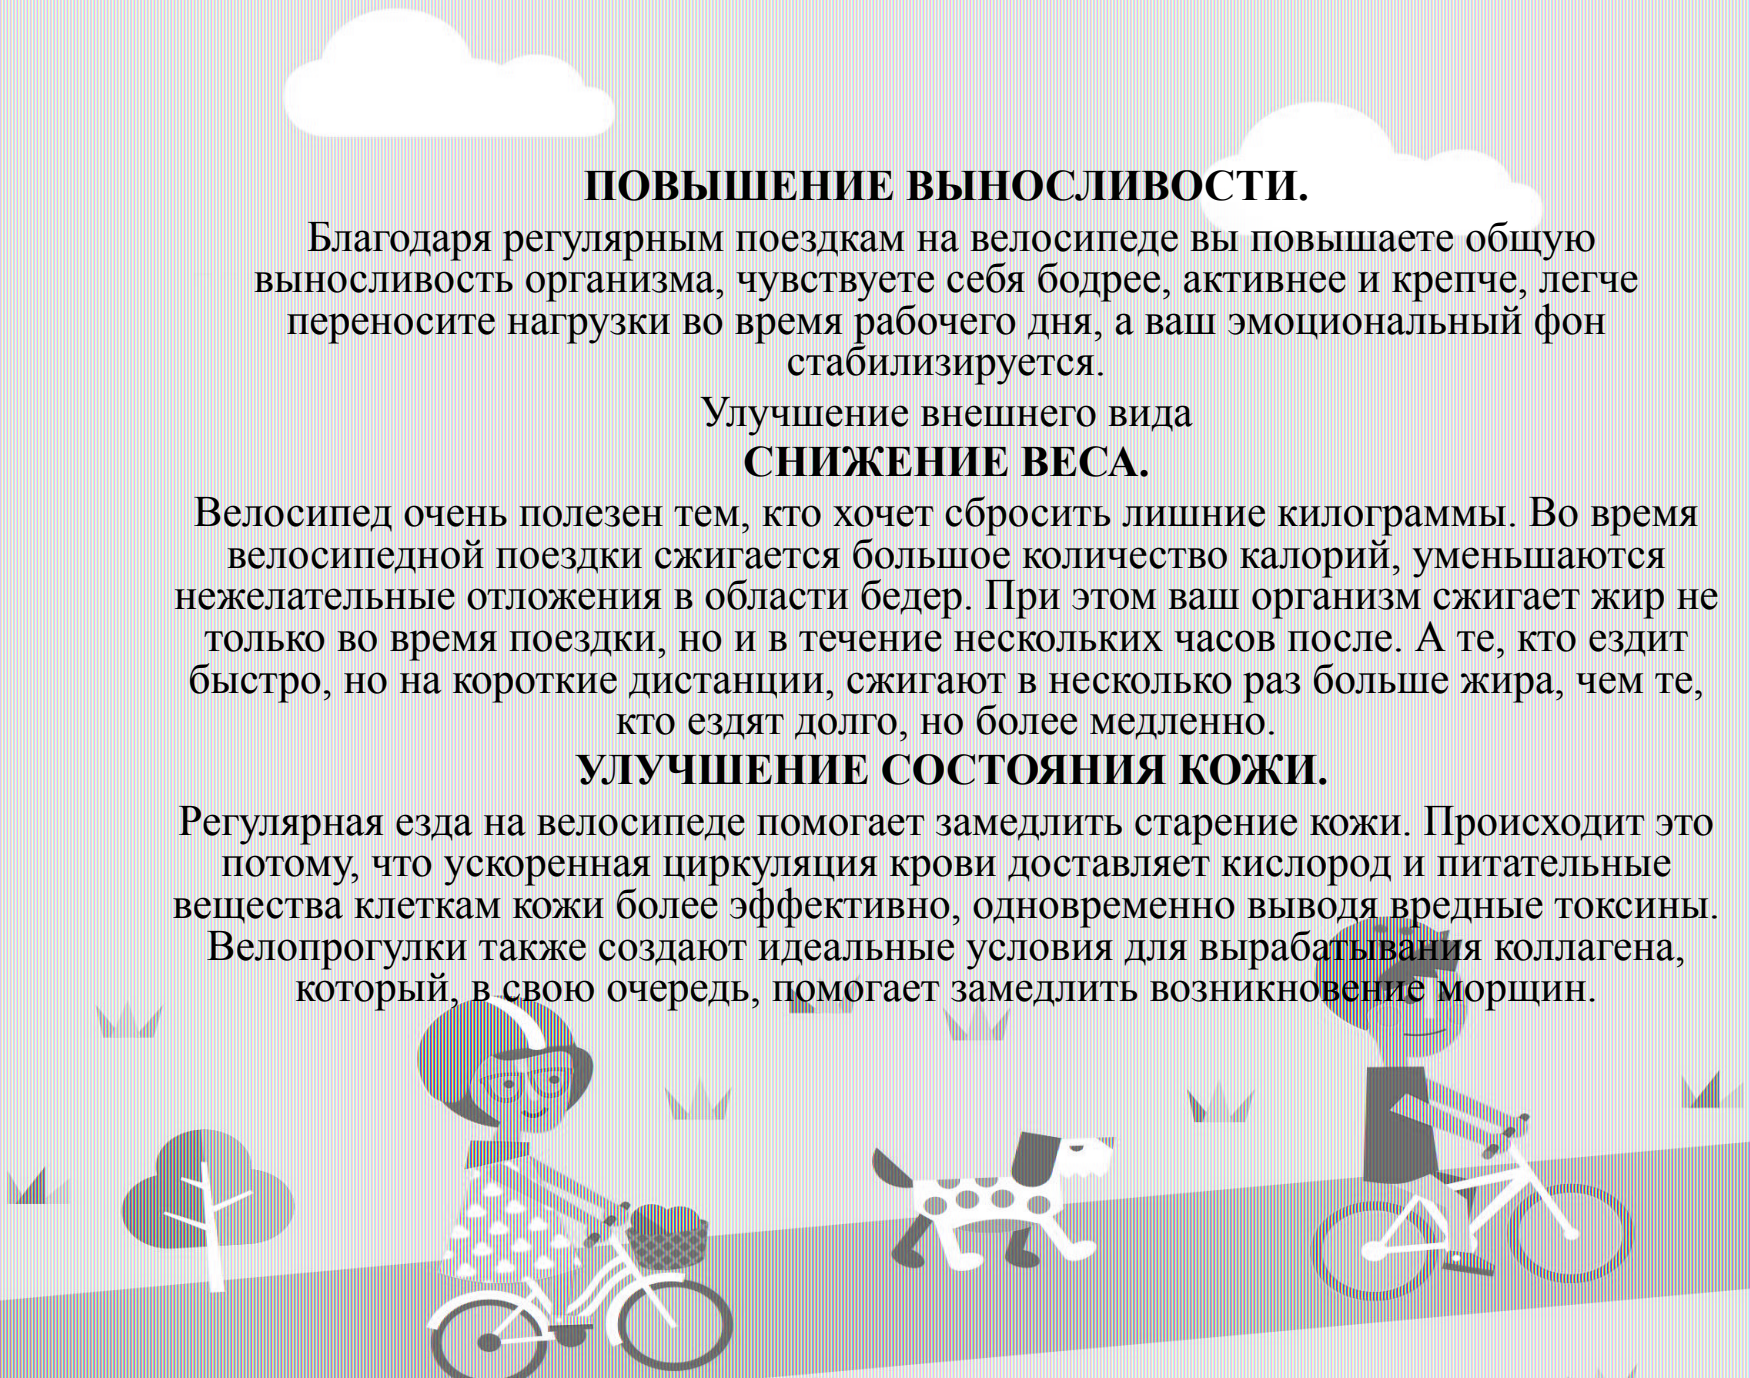 ПОВЫШЕНИЕ ВЫНОСЛИВОСТИ.
Благодаря регулярным поездкам на велосипеде вы повышаете общую
выносливость организма, чувствуете себя бодрее, активнее и крепче, легче
переносите нагрузки во время рабочего дня, а ваш эмоциональный фон
стабилизируется.
Улучшение внешнего вида
СНИЖЕНИЕ ВЕСА.
Велосипед очень полезен тем, кто хочет сбросить лишние килограммы. Во время
велосипедной поездки сжигается большое количество калорий, уменьшаются
нежелательные отложения в области бедер. При этом ваш организм сжигает жир не
только во время поездки, но и в течение нескольких часов после. А те, кто ездит
быстро, но на короткие дистанции, сжигают в несколько раз больше жира, чем те,
кто ездят долго, но более медленно.
УЛУЧШЕНИЕ СОСТОЯНИЯ КОЖИ.
Регулярная езда на велосипеде помогает замедлить старение кожи. Происходит это
потому, что ускоренная циркуляция крови доставляет кислород и питательные
вещества клеткам кожи более эффективно, одновременно выводя вредные токсины.
Велопрогулки также создают идеальные условия для вырабатывания коллагена,
который, в свою очередь, помогает замедлить возникновение морщин.